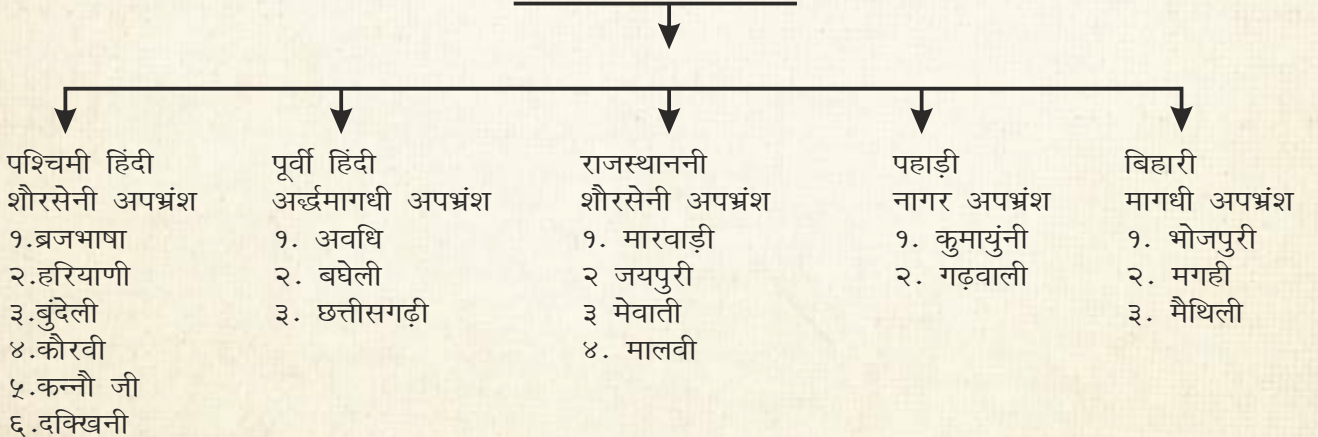 पश्चिमी हिंदी
शौरसेनी अपभ्रंश
१.ब्रजभाषा
२.हरियाणी
३.बुंदेली
४.कौरवी
५.कन्नौ जी
६.दक्खिनी
पूर्वी हिंदी
अर्द्धमागधी अपभ्रंश
१. अवधि
२. बघेली
३. छत्तीसगढ़ी
राजस्थाननी
शौरसेनी अपभ्रंश
१. मारवाड़ी
२ जयपुरी
३ मेवाती
४. मालवी
पहाड़ी
नागर अपभ्रंश
१. कुमायुंनी
२. गढ़वाली
बिहारी
मागधी अपभ्रंश
१. भोजपुरी
२. मगही
३. मैथिली